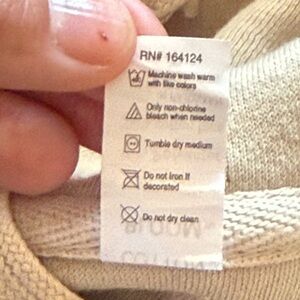 RN# 164124
Machine wash warm
with like colors
Only non-chlorine
bleach when needed
Tumble dry medium
Do not iron if
decorated
Do not dry clean